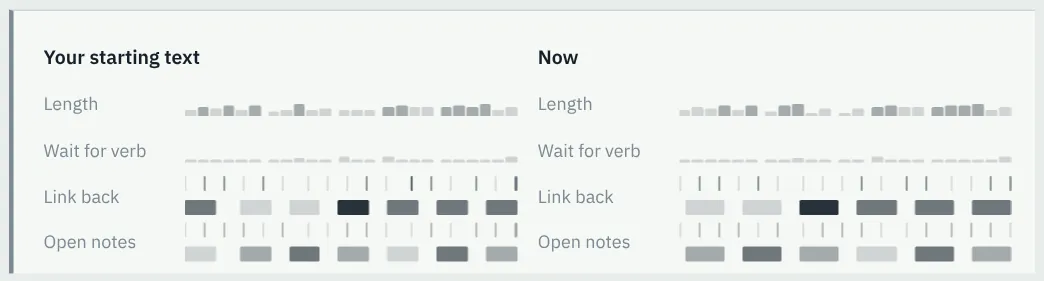 Your starting text
Length
Wait for verb
Link back
Open notes
Now
Length
Wait for verb
Link back
Open notes